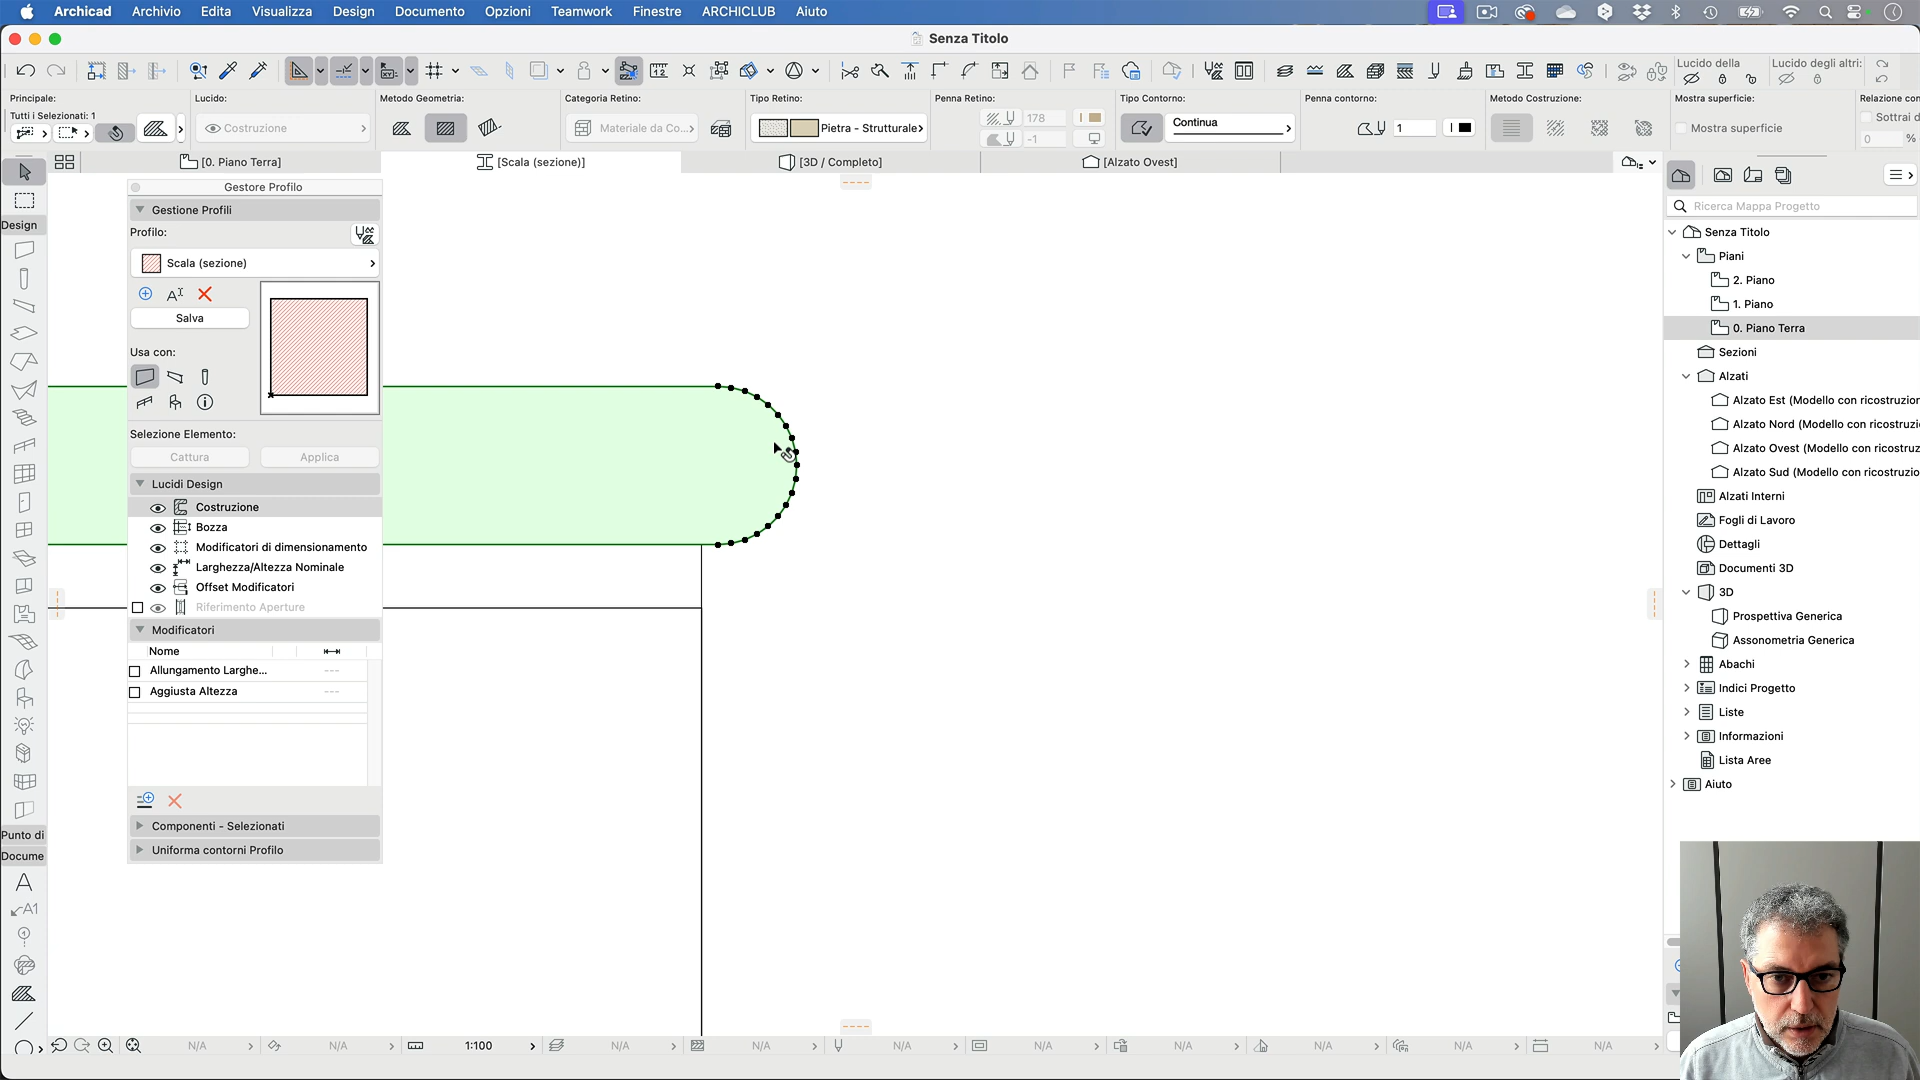 Archicad Archivio Edita Visualizza Design Documento Opzioni Teamwork Finestre ARCHICLUB Aiuto
Senza Titolo
Lucido della
Lucido degli altri:
Principale:
Tutti i Selezionati: 1
Lucido:
Costruzione
Metodo Geometria:
Categoria Retino:
Materiale da Co...
Tipo Retino:
Pietra - Strutturale
Penna Retino:
178
-1
Tipo Contorno:
Continua
Penna contorno:
1
Metodo Costruzione:
Mostra superficie:
Mostra superficie
Relazione con
Sottrai d
0 %
[0. Piano Terra]
[Scala (sezione)]
[3D / Completo]
[Alzato Ovest]
Design
Punto di
Docume
A
A1
Gestore Profilo
Gestione Profili
Profilo:
Scala (sezione)
Salva
Usa con:
Selezione Elemento:
Cattura Applica
Lucidi Design
Costruzione
Bozza
Modificatori di dimensionamento
Larghezza/Altezza Nominale
Offset Modificatori
Riferimento Aperture
Modificatori
Nome
Allungamento Larghe... ---
Aggiusta Altezza ---
Componenti - Selezionati
Uniforma contorni Profilo
Ricerca Mappa Progetto
Senza Titolo
Piani
2. Piano
1. Piano
0. Piano Terra
Sezioni
Alzati
Alzato Est (Modello con ricostruzion
Alzato Nord (Modello con ricostruzi
Alzato Ovest (Modello con ricostruz
Alzato Sud (Modello con ricostruzio
Alzati Interni
Fogli di Lavoro
Dettagli
Documenti 3D
3D
Prospettiva Generica
Assonometria Generica
Abachi
Indici Progetto
Liste
Informazioni
Lista Aree
Aiuto
N/A N/A 1:100 N/A N/A N/A N/A N/A N/A N/A N/A